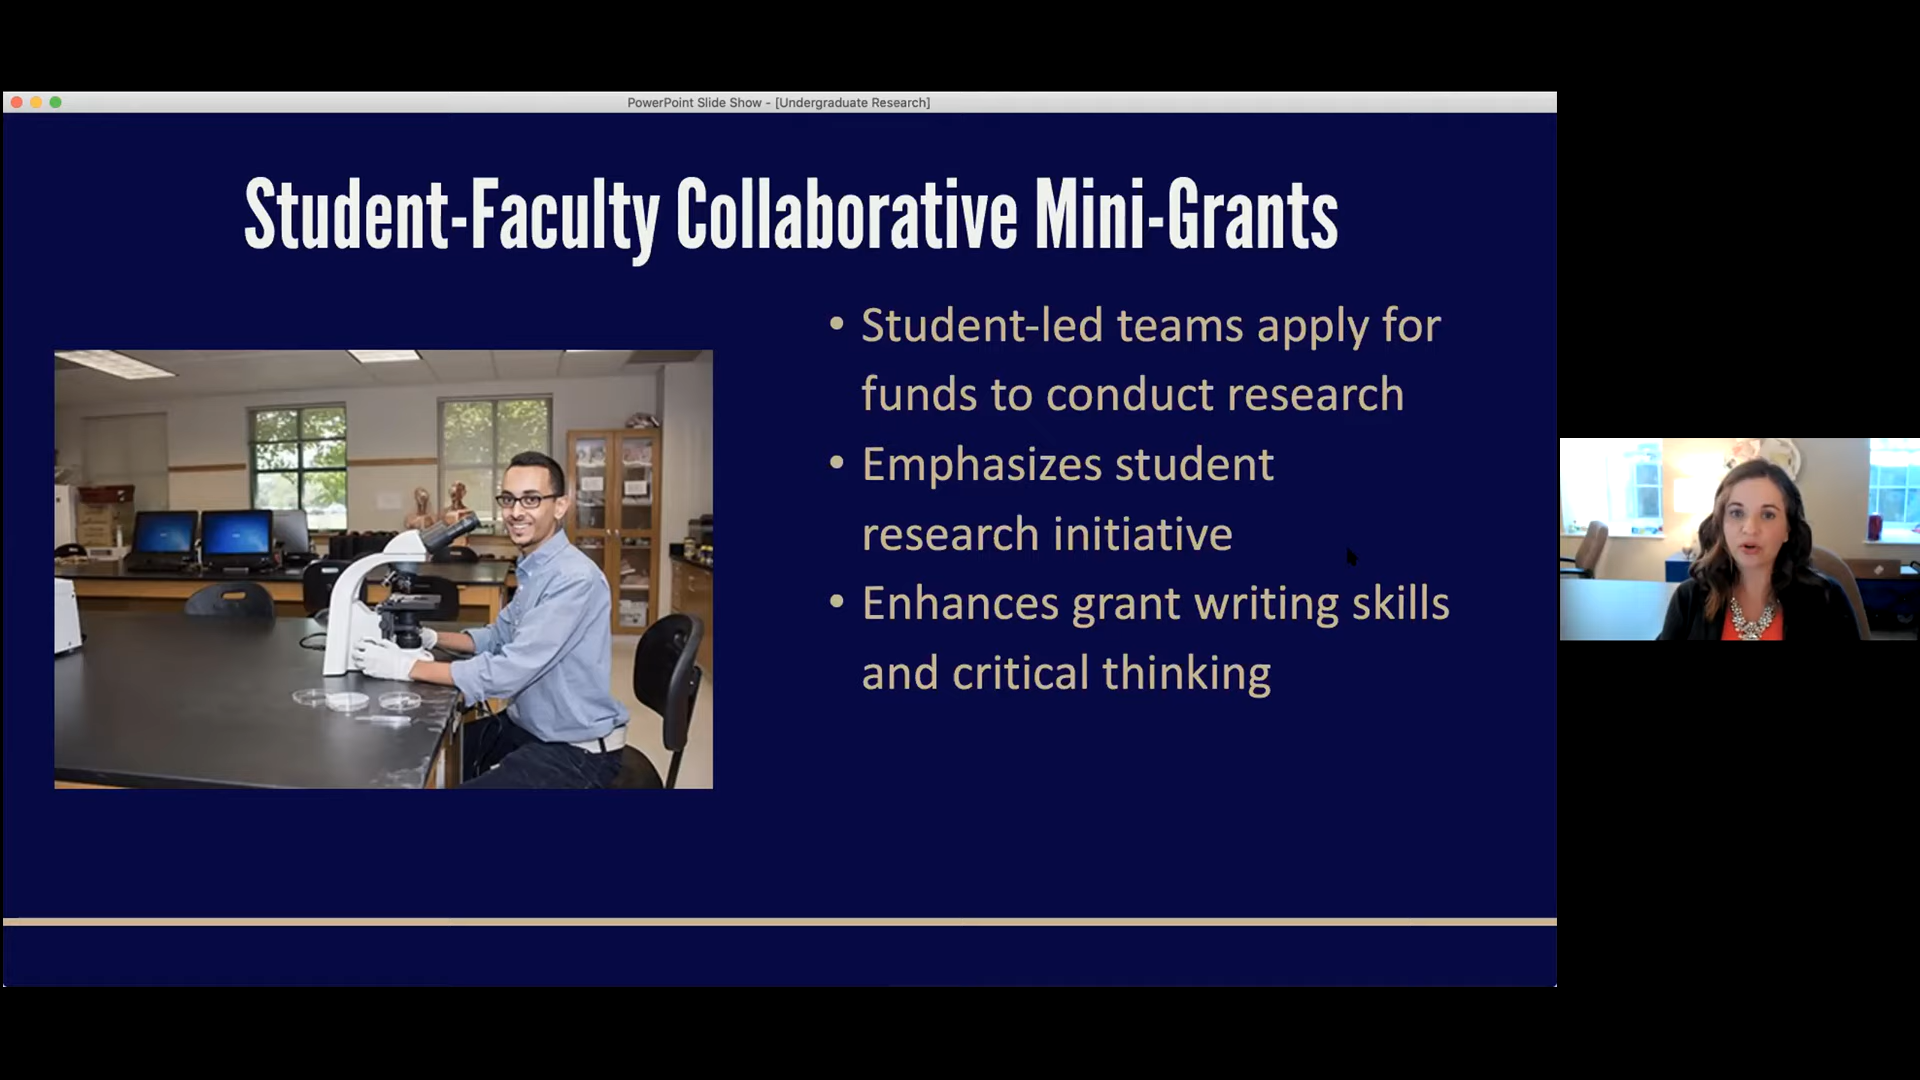 PowerPoint Slide Show - [Undergraduate Research]
Student-Faculty Collaborative Mini-Grants
• Student-led teams apply for
funds to conduct research
• Emphasizes student
research initiative
• Enhances grant writing skills
and critical thinking